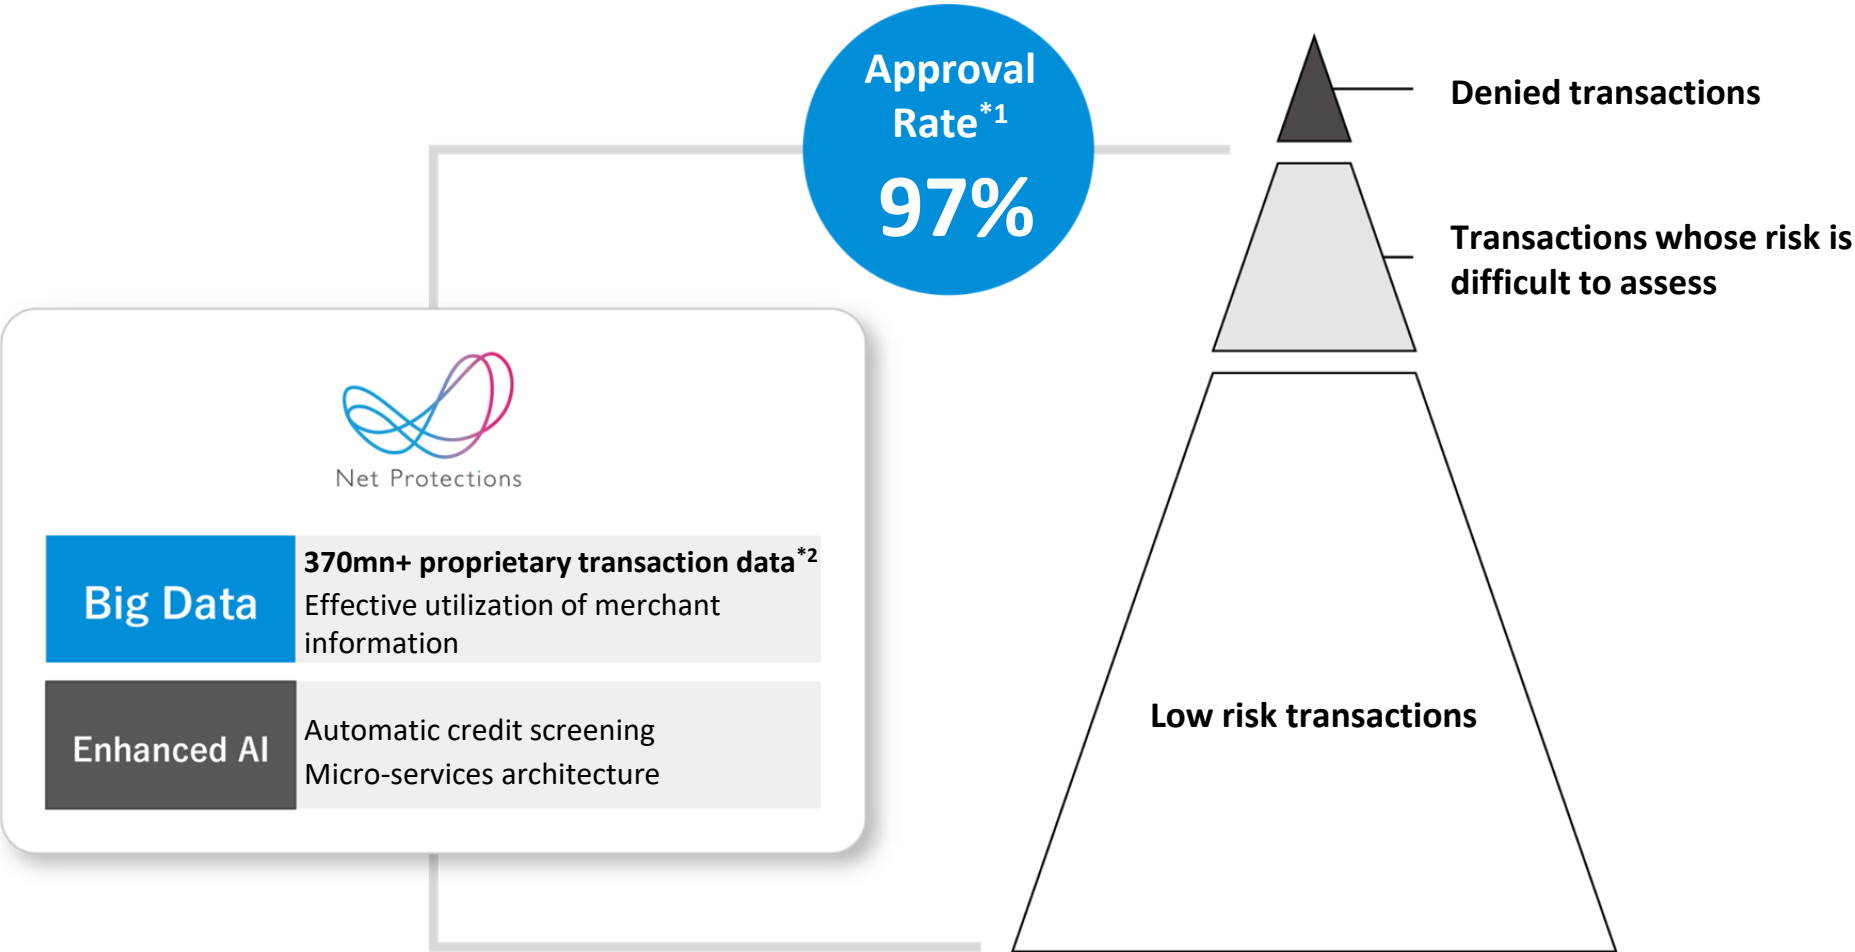 Approval
Rate*1
97%
Denied transactions
Transactions whose risk is
difficult to assess
Net Protections
Big Data
370mn+ proprietary transaction data*2
Effective utilization of merchant
information
Enhanced AI
Automatic credit screening
Micro-services architecture
Low risk transactions